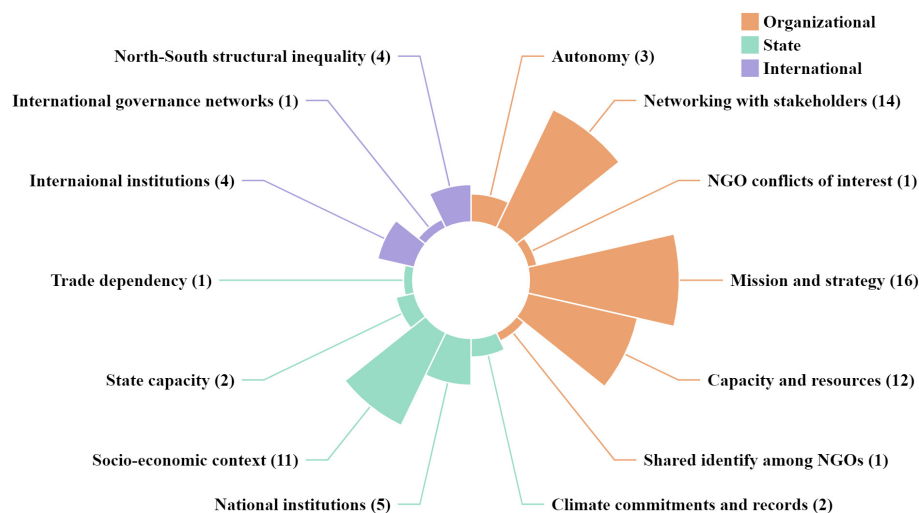 Organizational
State
International
North-South structural inequality (4)
Autonomy (3)
International governance networks (1)
Networking with stakeholders (14)
Internaional institutions (4)
NGO conflicts of interest (1)
Trade dependency (1)
Mission and strategy (16)
State capacity (2)
Capacity and resources (12)
Socio-economic context (11)
Shared identify among NGOs (1)
National institutions (5)
Climate commitments and records (2)